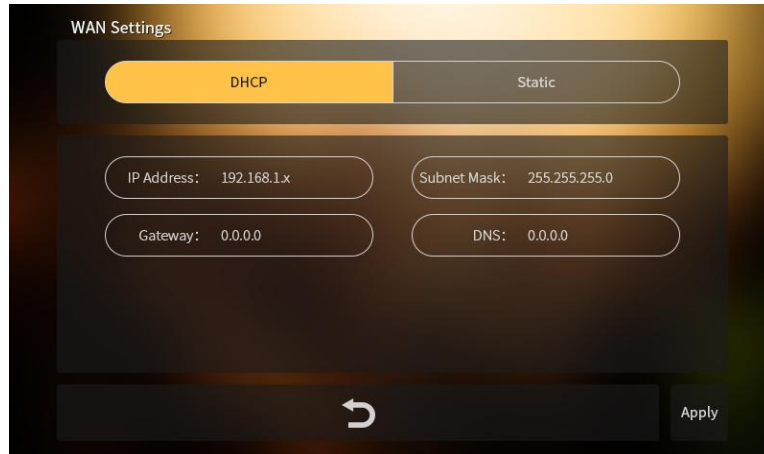 WAN Settings
DHCP Static
IP Address: 192.168.1.x Subnet Mask: 255.255.255.0
Gateway: 0.0.0.0 DNS: 0.0.0.0
Apply